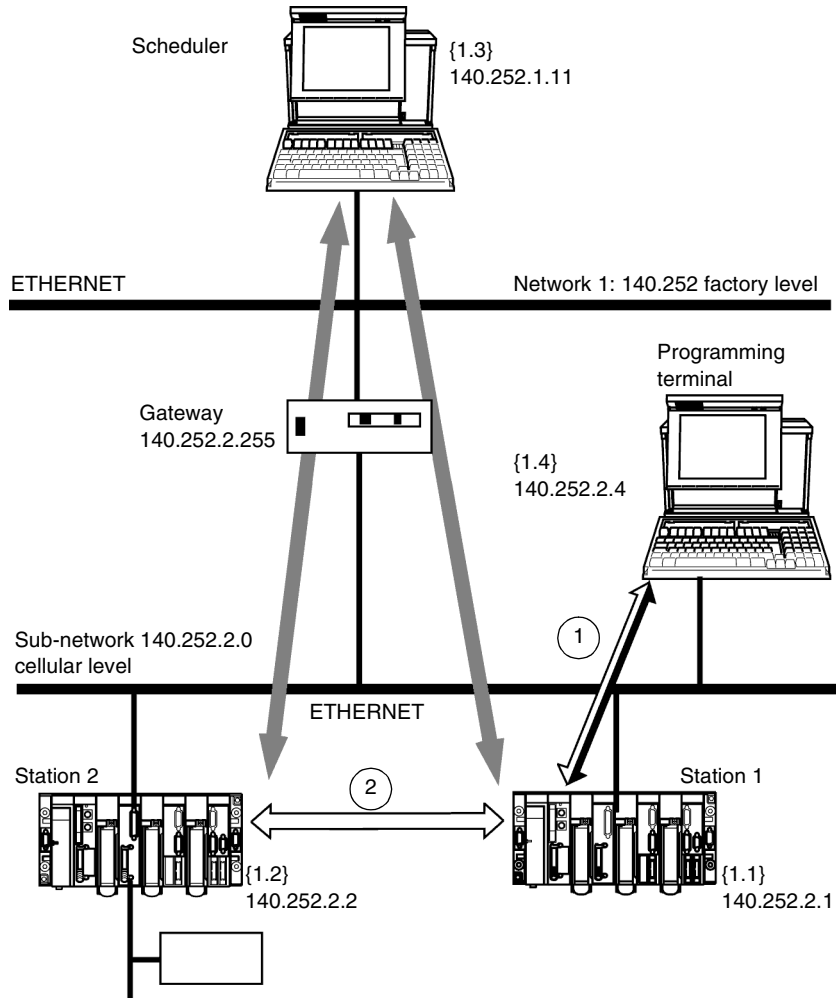 Scheduler
{1.3}
140.252.1.11
ETHERNET
Network 1: 140.252 factory level
Programming
terminal
Gateway
140.252.2.255
{1.4}
140.252.2.4
1
Sub-network 140.252.2.0
cellular level
ETHERNET
Station 2
2
Station 1
{1.2}
140.252.2.2
{1.1}
140.252.2.1